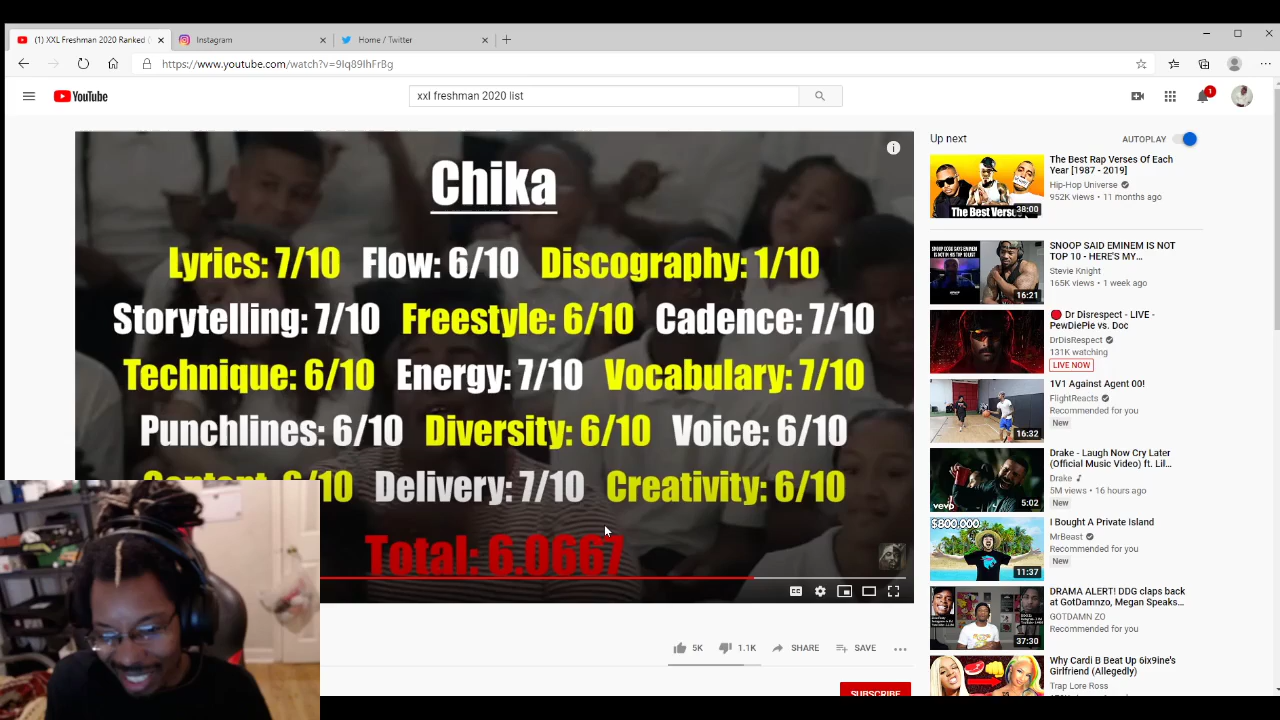 (1) XXL Freshman 2020 Ranked (
Instagram
Home / Twitter
https://www.youtube.com/watch?v=9Iq89IhFrBg
YouTube
xxl freshman 2020 list
1
Chika
Lyrics: 7/10 Flow: 6/10 Discography: 1/10
Storytelling: 7/10 Freestyle: 6/10 Cadence: 7/10
Technique: 6/10 Energy: 7/10 Vocabulary: 7/10
Punchlines: 6/10 Diversity: 6/10 Voice: 6/10
Content: 6/10 Delivery: 7/10 Creativity: 6/10
Total: 6.0667
CC
5K 1.1K SHARE SAVE
SUBSCRIBE
Up next AUTOPLAY
The Best Rap Verses Of Each
Year [1987 - 2019]
Hip-Hop Universe
952K views • 11 months ago
The Best Verses
38:00
SNOOP SAID EMINEM IS NOT
TOP 10 - HERE'S MY...
Stevie Knight
165K views • 1 week ago
16:21
Dr Disrespect - LIVE -
PewDiePie vs. Doc
DrDisRespect
131K watching
LIVE NOW
1V1 Against Agent 00!
FlightReacts
Recommended for you
New
16:32
Drake - Laugh Now Cry Later
(Official Music Video) ft. Lil...
Drake
5M views • 16 hours ago
New
vevo
5:02
I Bought A Private Island
MrBeast
Recommended for you
New
$800,000
11:37
DRAMA ALERT! DDG claps back
at GotDamnzo, Megan Speaks...
GOTDAMN ZO
Recommended for you
37:30
Why Cardi B Beat Up 6ix9ine's
Girlfriend (Allegedly)
Trap Lore Ross